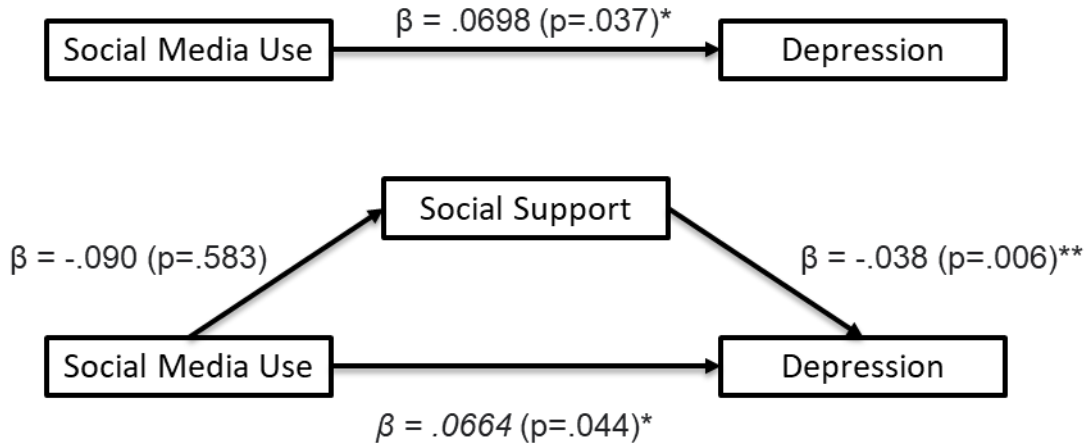 β = .0698 (p=.037)*
Social Media Use
Depression
Social Support
β = -.090 (p=.583)
β = -.038 (p=.006)**
Social Media Use
Depression
β = .0664 (p=.044)*